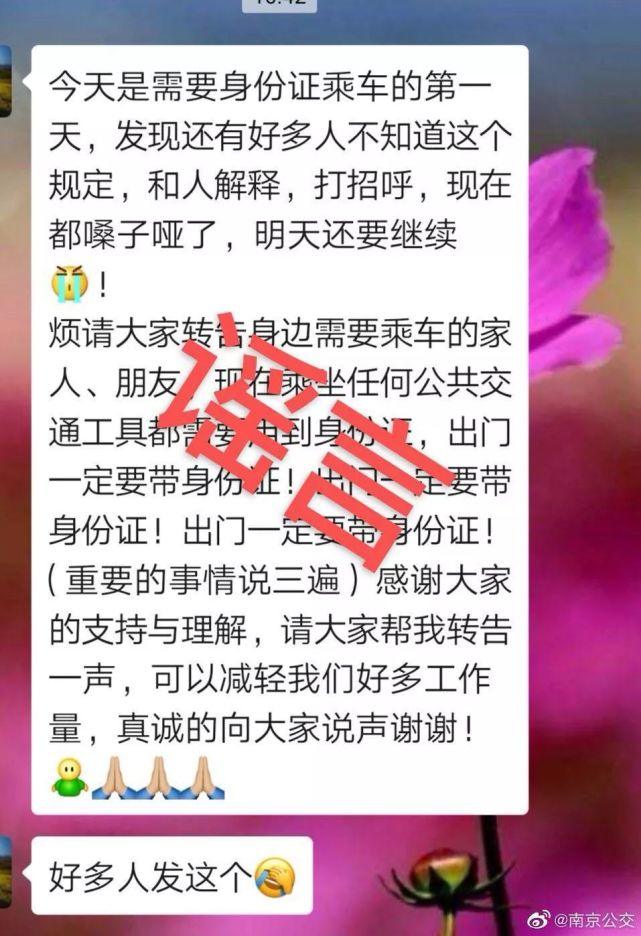 今天是需要身份证乘车的第一
天，发现还有好多人不知道这个
规定，和人解释，打招呼，现在
都嗓子哑了，明天还要继续
😭！
烦请大家转告身边需要乘车的家
人、朋友，现在乘坐任何公共交
通工具都需要用到身份证，出门
一定要带身份证！出门一定要带
身份证！出门一定要带身份证！
（重要的事情说三遍）感谢大家
的支持与理解，请大家帮我转告
一声，可以减轻我们好多工作
量，真诚的向大家说声谢谢！
🙏🙏🙏
谣言
好多人发这个
@南京公交